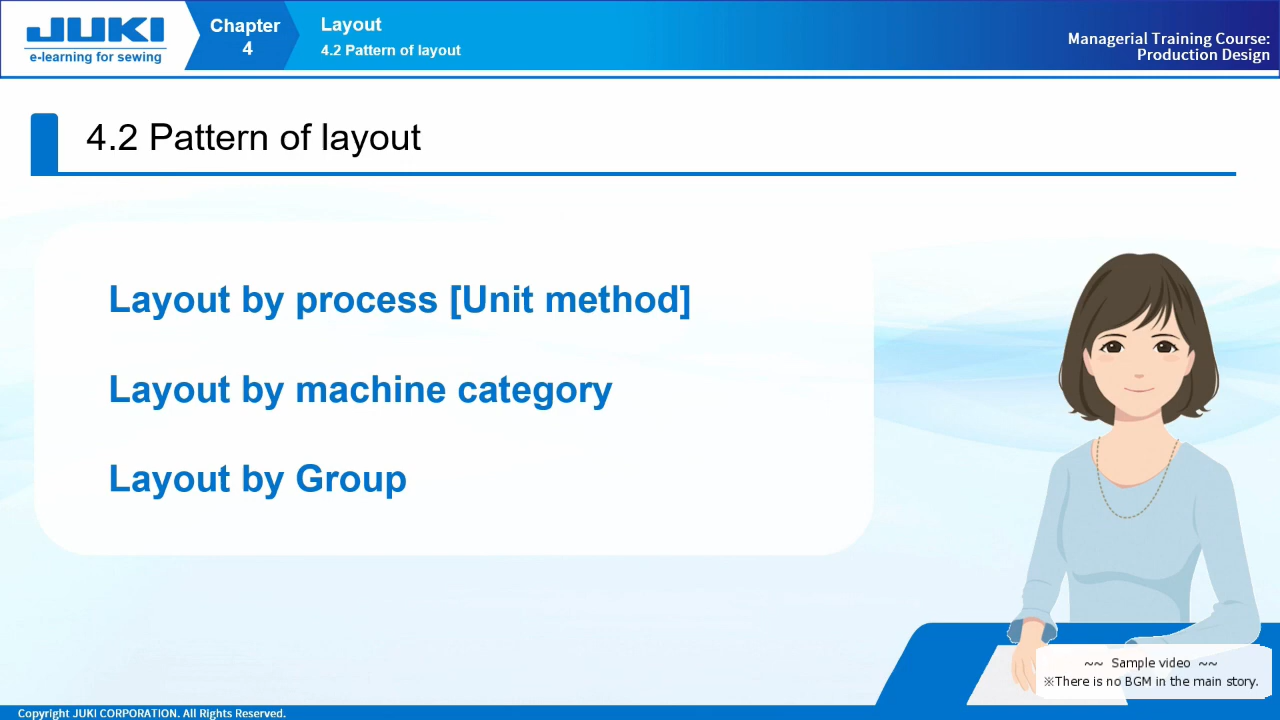 JUKI
e-learning for sewing
Chapter
4
Layout
4.2 Pattern of layout
Managerial Training Course:
Production Design
4.2 Pattern of layout
Layout by process [Unit method]
Layout by machine category
Layout by Group
~~ Sample video ~~
※There is no BGM in the main story.
Copyright JUKI CORPORATION. All Rights Reserved.